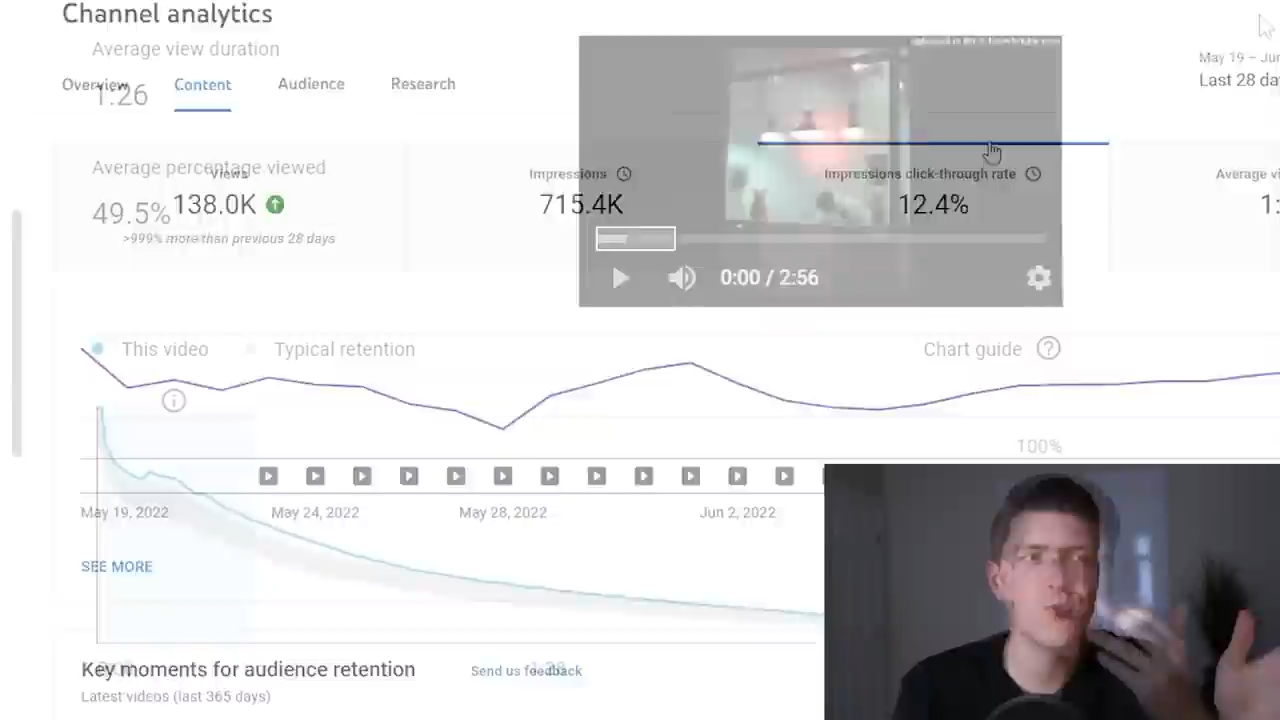 Channel analytics
Average view duration
May 19 – Jun
Overview
Content
Audience
Research
1:26
Last 28 da
Average percentage viewed
Views
Impressions
Impressions click-through rate
Average vi
49.5%
138.0K
715.4K
12.4%
1:
>999% more than previous 28 days
0:00 / 2:56
This video
Typical retention
Chart guide
100%
May 19, 2022
May 24, 2022
May 28, 2022
Jun 2, 2022
SEE MORE
Key moments for audience retention
Send us feedback
1:26
Latest videos (last 365 days)